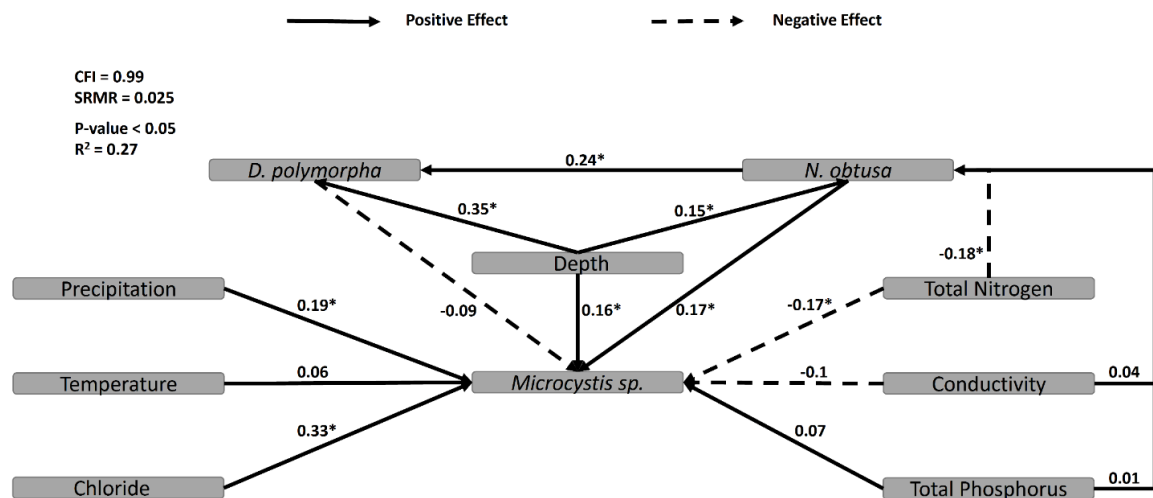 Positive Effect
Negative Effect
CFI = 0.99
SRMR = 0.025
P-value < 0.05
R² = 0.27
D. polymorpha
0.24*
N. obtusa
0.35*
0.15*
-0.18*
Depth
Precipitation
Total Nitrogen
0.19*
-0.09
0.16*
0.17*
-0.17*
Temperature
0.06
Microcystis sp.
-0.1
Conductivity
0.04
0.33*
0.07
Chloride
Total Phosphorus
0.01